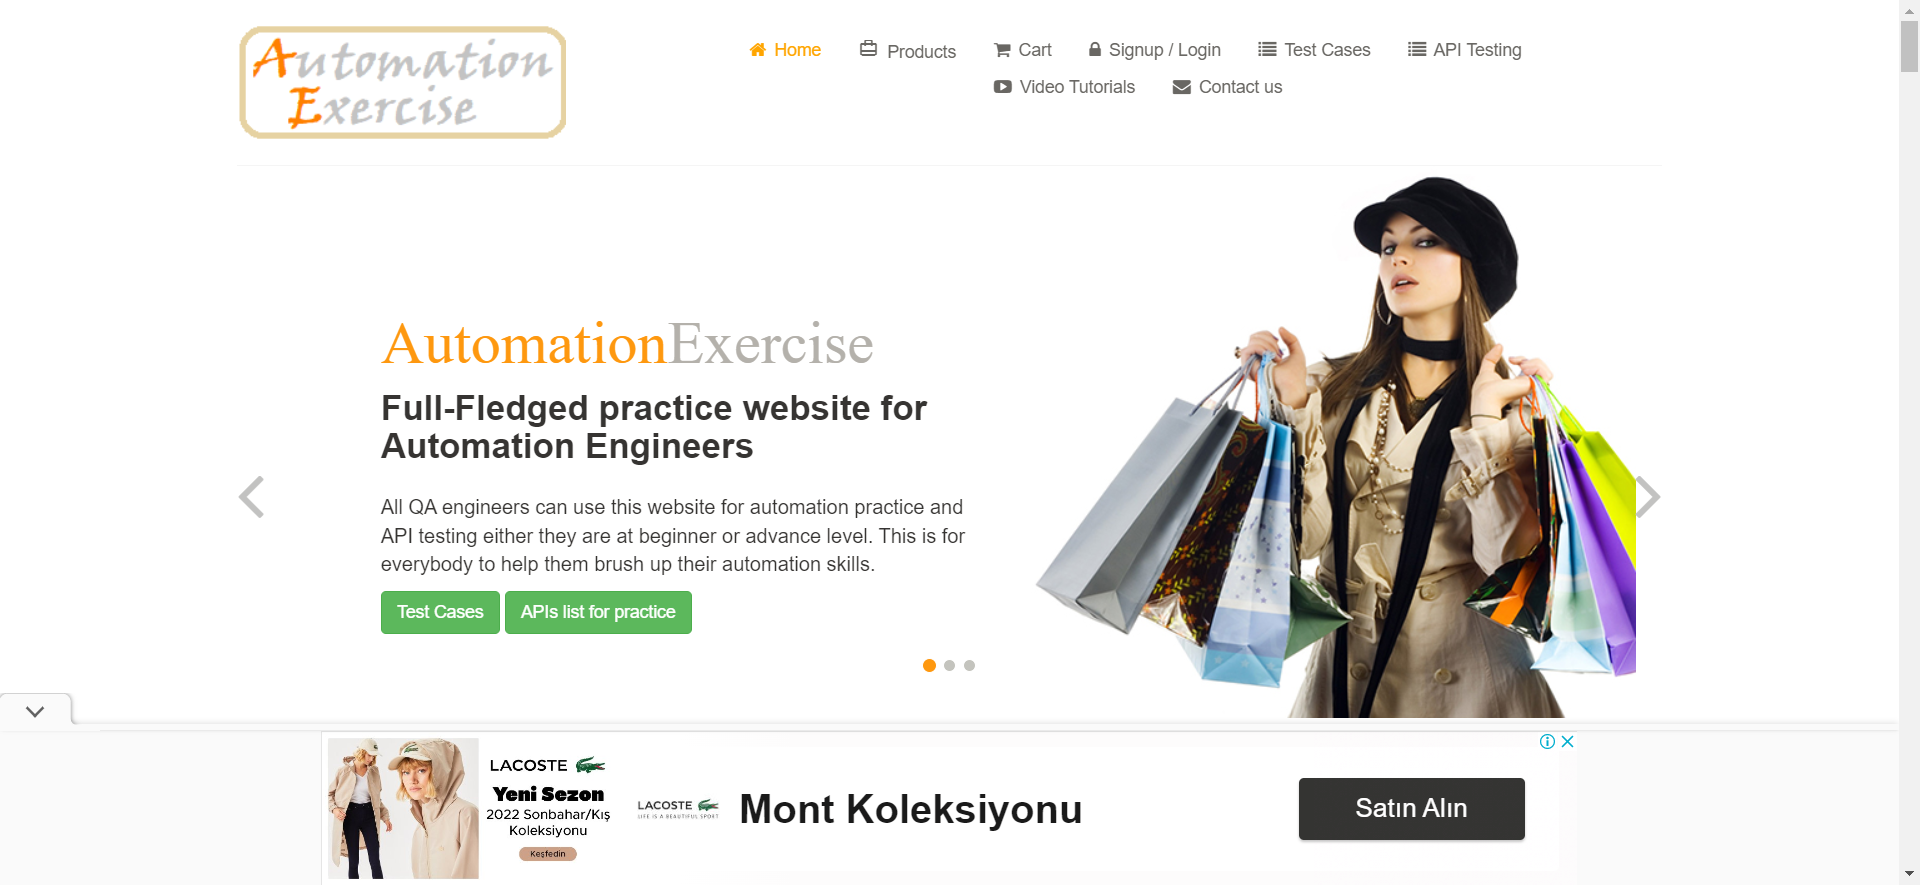 Automation
Exercise
Home
Products
Cart
Signup / Login
Test Cases
API Testing
Video Tutorials
Contact us
AutomationExercise
Full-Fledged practice website for
Automation Engineers
All QA engineers can use this website for automation practice and
API testing either they are at beginner or advance level. This is for
everybody to help them brush up their automation skills.
Test Cases
APIs list for practice
LACOSTE
Yeni Sezon
2022 Sonbahar/Kış
Koleksiyonu
Keşfedin
LACOSTE
LIFE IS A BEAUTIFUL SPORT
Mont Koleksiyonu
Satın Alın